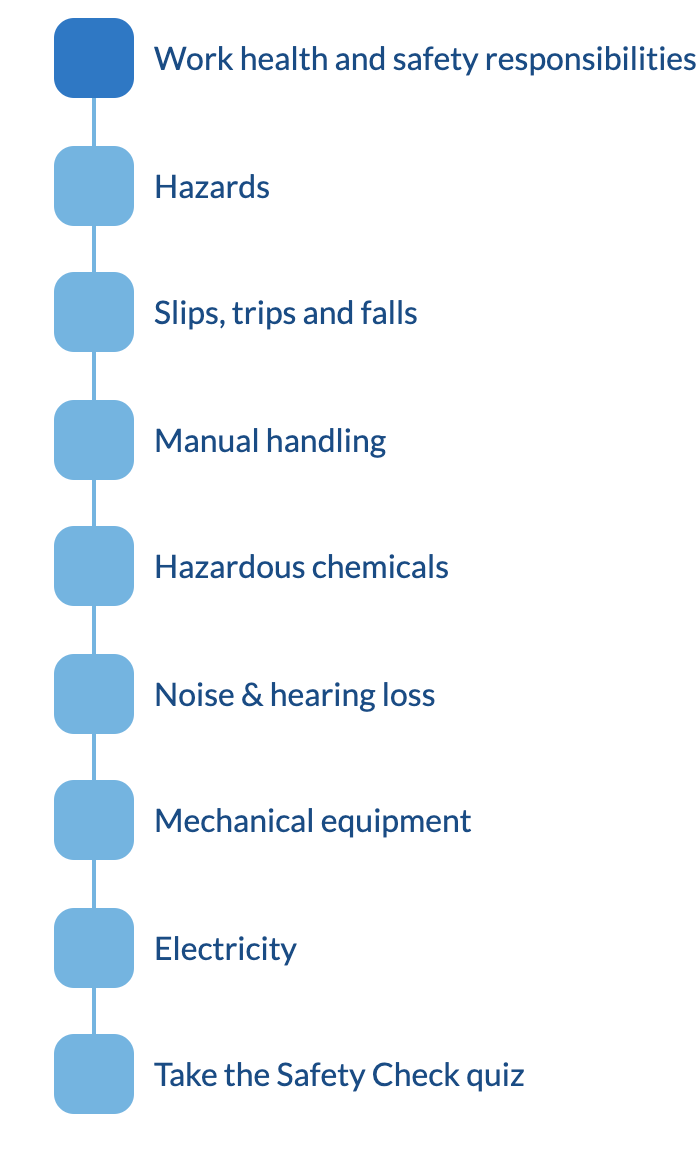 Work health and safety responsibilities
Hazards
Slips, trips and falls
Manual handling
Hazardous chemicals
Noise & hearing loss
Mechanical equipment
Electricity
Take the Safety Check quiz